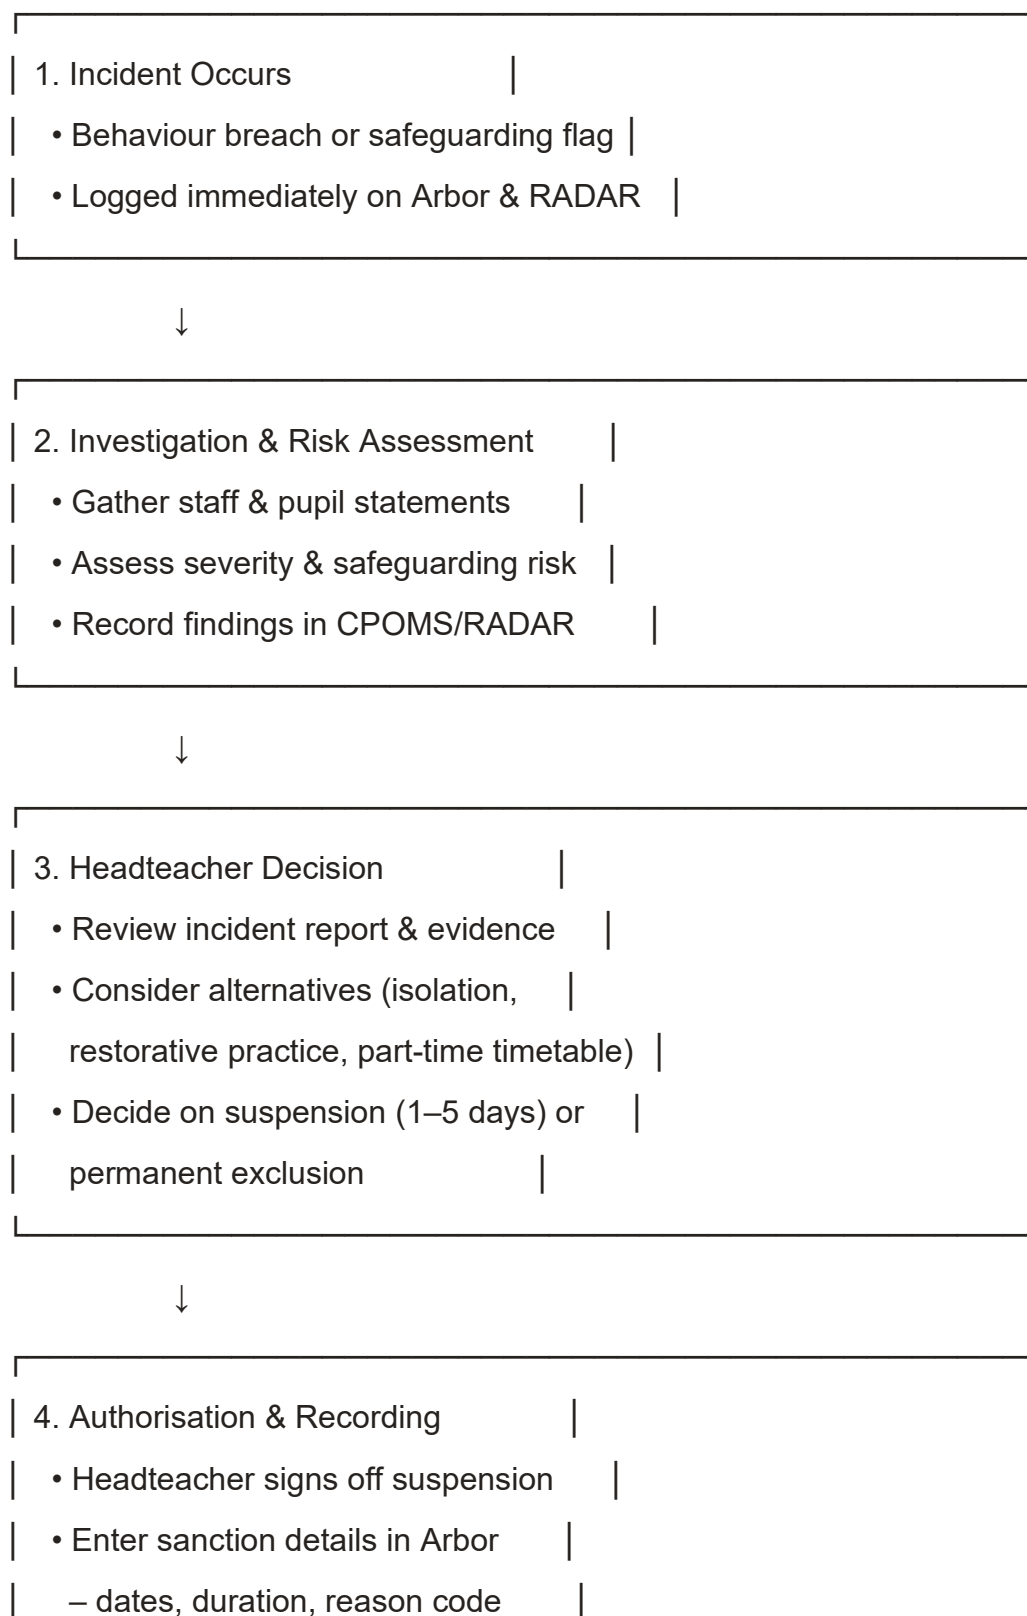 1. Incident Occurs
• Behaviour breach or safeguarding flag
• Logged immediately on Arbor & RADAR
↓
2. Investigation & Risk Assessment
• Gather staff & pupil statements
• Assess severity & safeguarding risk
• Record findings in CPOMS/RADAR
↓
3. Headteacher Decision
• Review incident report & evidence
• Consider alternatives (isolation,
restorative practice, part-time timetable)
• Decide on suspension (1–5 days) or
permanent exclusion
↓
4. Authorisation & Recording
• Headteacher signs off suspension
• Enter sanction details in Arbor
– dates, duration, reason code